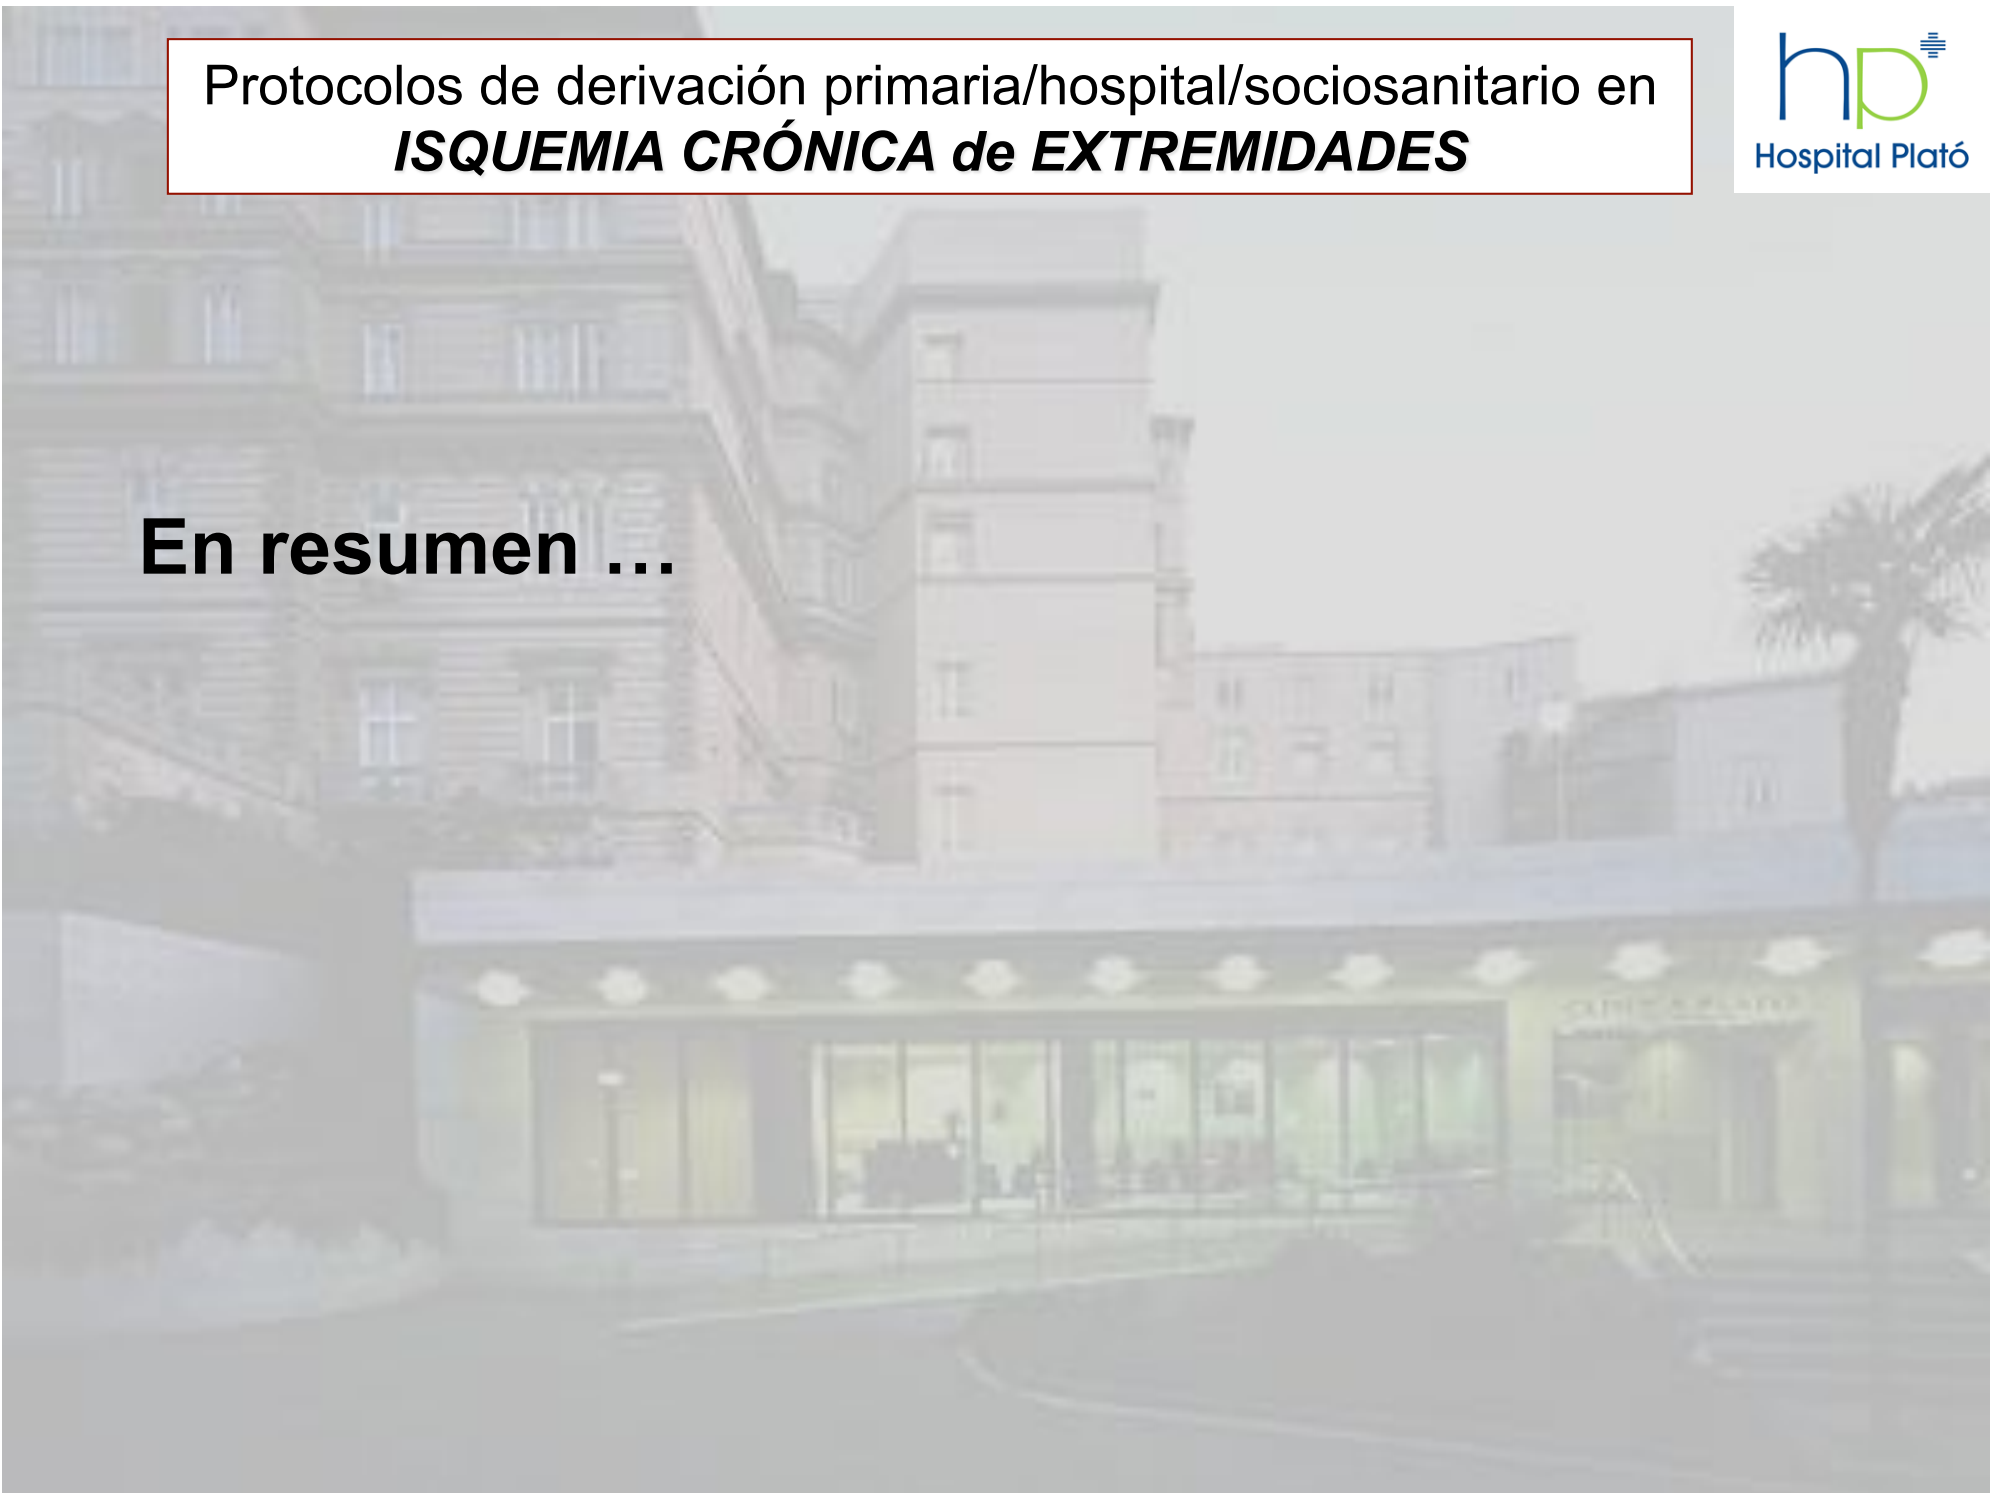 Protocolos de derivación primaria/hospital/sociosanitario en
ISQUEMIA CRÓNICA de EXTREMIDADES
hp
Hospital Plató
En resumen …